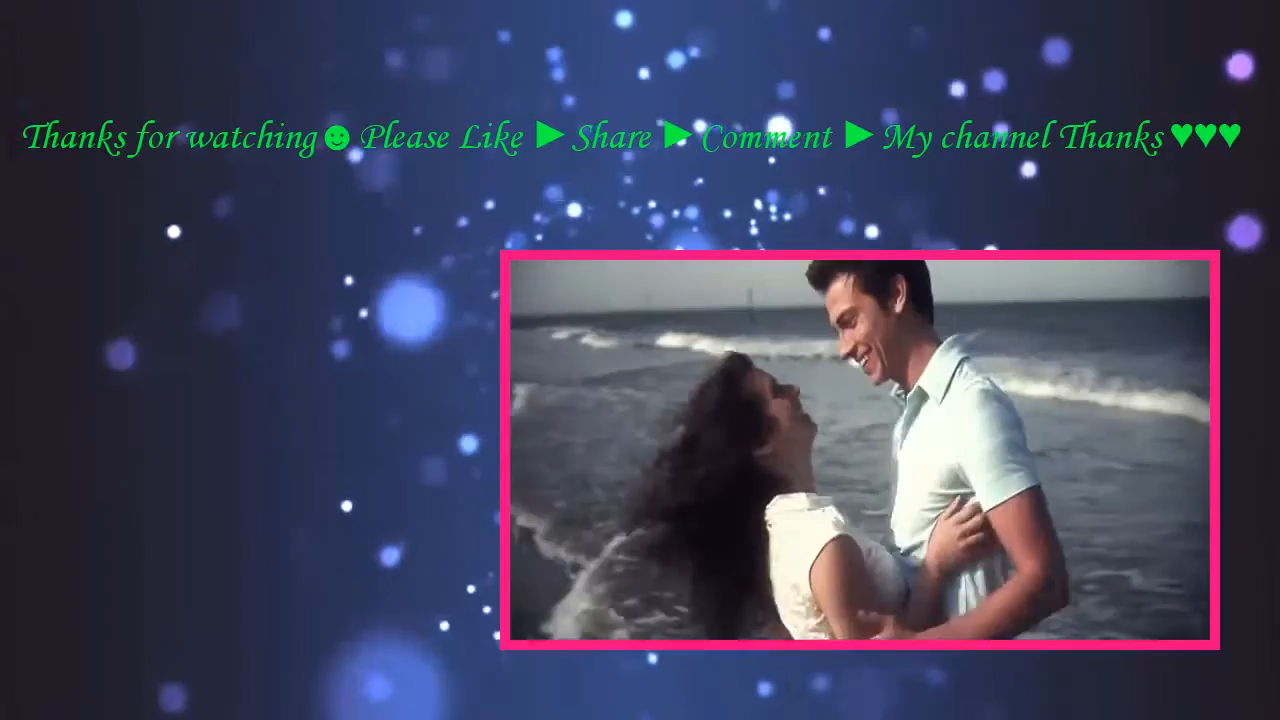 Thanks for watching☻Please Like ► Share ► Comment ► My channel Thanks ♥♥♥